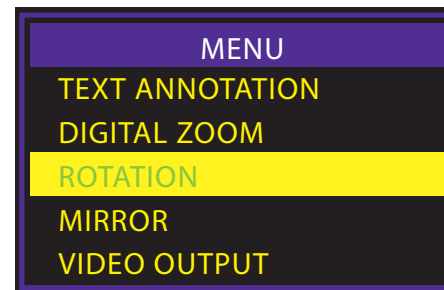 MENU
TEXT ANNOTATION
DIGITAL ZOOM
ROTATION
MIRROR
VIDEO OUTPUT